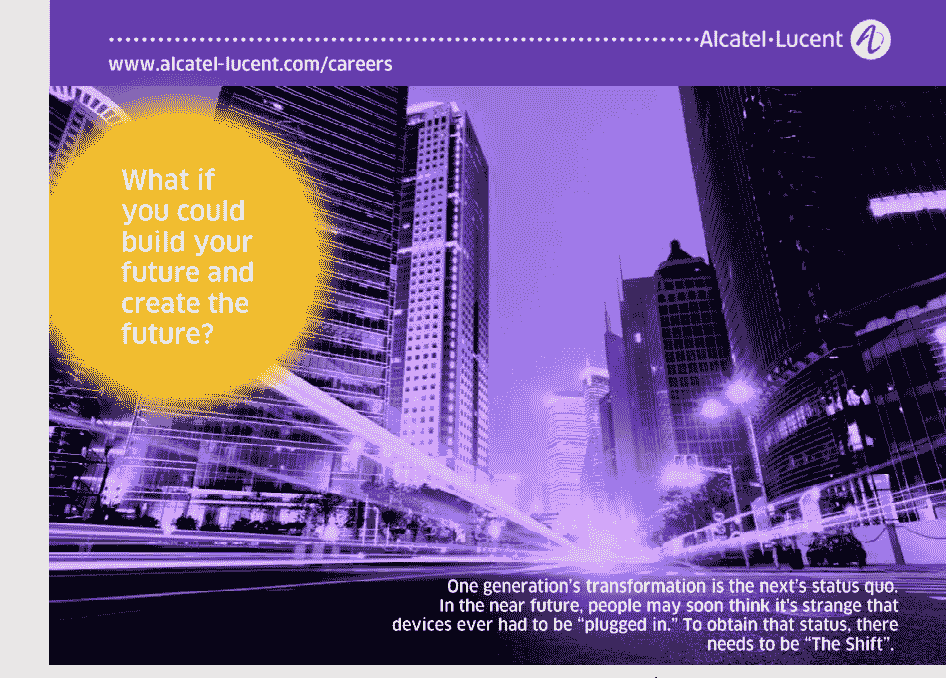 Alcatel·Lucent
www.alcatel-lucent.com/careers
What if
you could
build your
future and
create the
future?
One generation's transformation is the next's status quo.
In the near future, people may soon think it's strange that
devices ever had to be “plugged in.” To obtain that status, there
needs to be “The Shift”.